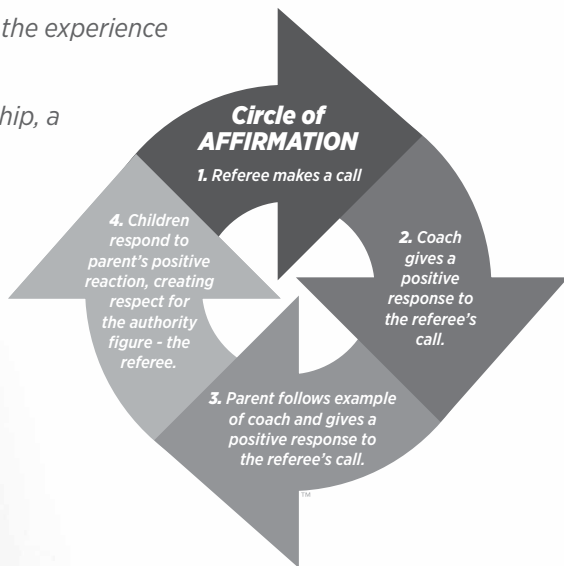 the experience
hip, a
Circle of
AFFIRMATION
1. Referee makes a call
2. Coach
gives a
positive
response to
the referee's
call.
3. Parent follows example
of coach and gives a
positive response to
the referee's call.
4. Children
respond to
parent's positive
reaction, creating
respect for
the authority
figure - the
referee.
TM